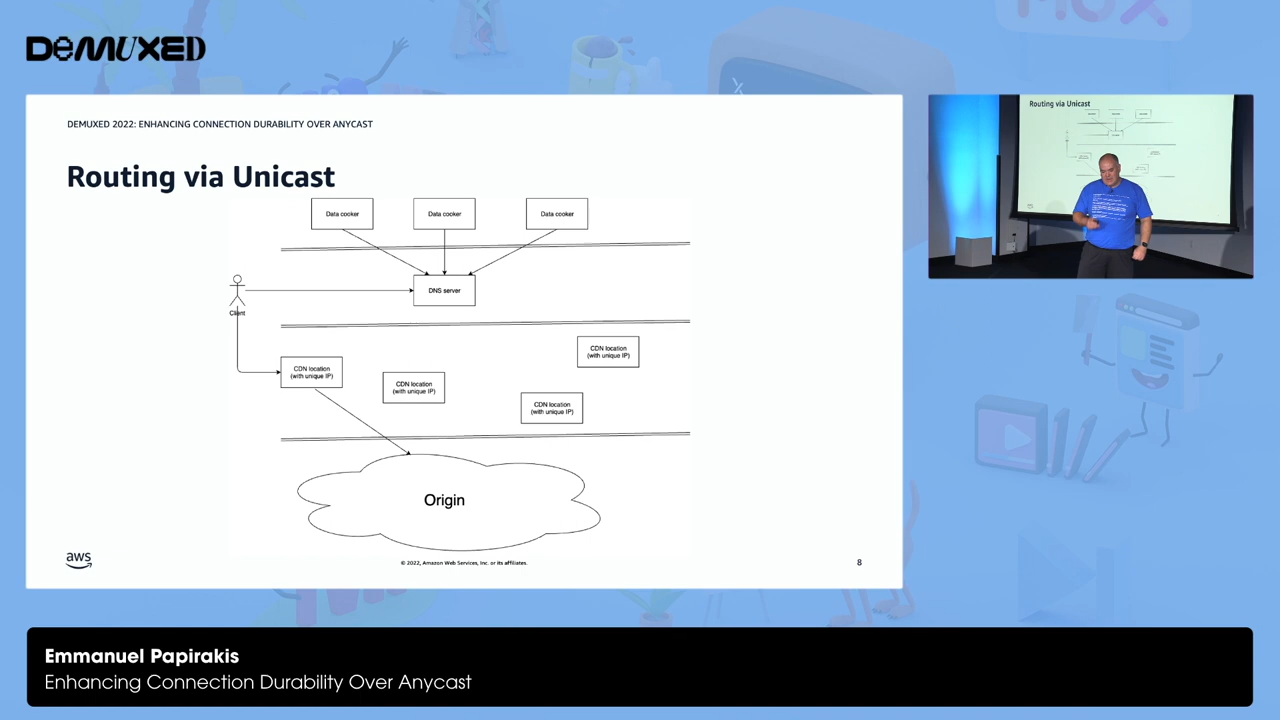 DEMUXED
MUX
DEMUXED 2022: ENHANCING CONNECTION DURABILITY OVER ANYCAST
Routing via Unicast
Data cooker
Data cooker
Data cooker
DNS server
Client
CDN location
(with unique IP)
CDN location
(with unique IP)
CDN location
(with unique IP)
CDN location
(with unique IP)
Origin
aws
© 2022, Amazon Web Services, Inc. or its affiliates.
8
Routing via Unicast
Emmanuel Papirakis
Enhancing Connection Durability Over Anycast